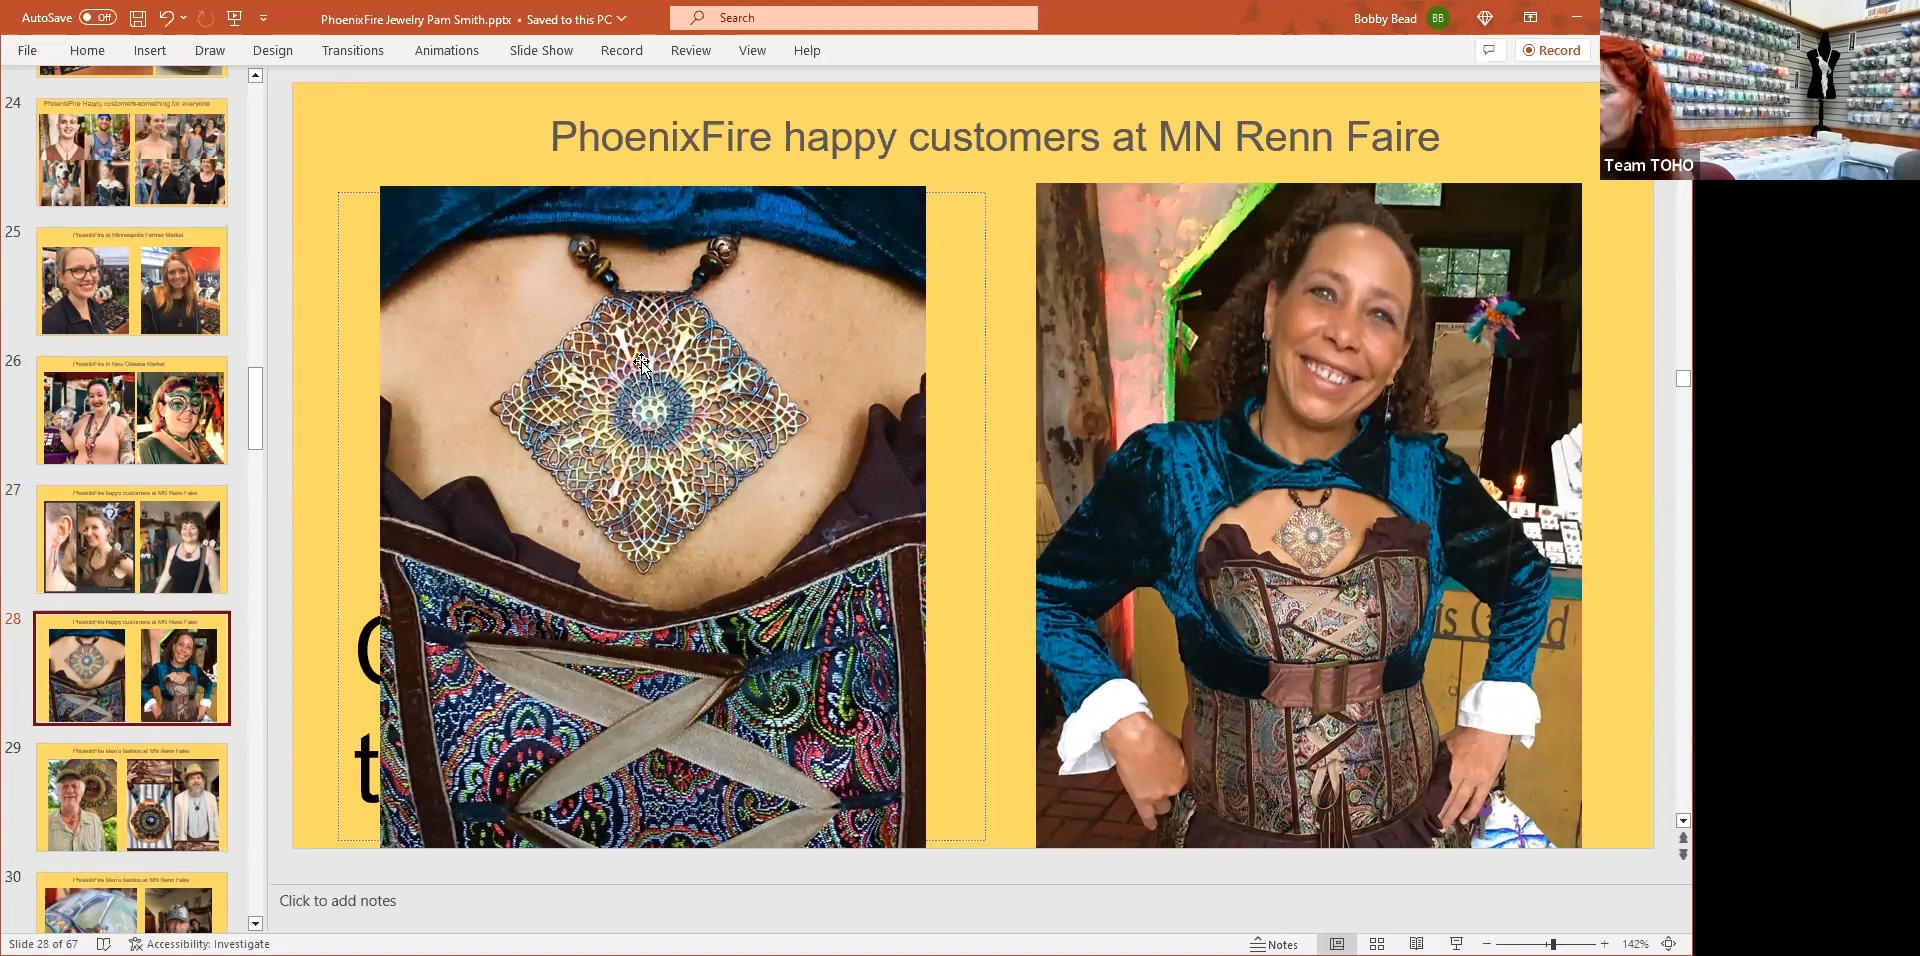 AutoSave Off
PhoenixFire Jewelry Pam Smith.pptx • Saved to this PC
Search
Bobby Bead BB
File Home Insert Draw Design Transitions Animations Slide Show Record Review View Help
Record
Team TOHO
24
PhoenixFire Happy customers-something for everyone
25
PhoenixFire at Minneapolis Farmer Market
26
PhoenixFire in New Orleans Market
27
PhoenixFire happy customers at MN Renn Faire
28
PhoenixFire happy customers at MN Renn Faire
29
PhoenixFire Men's fashion at MN Renn Faire
30
PhoenixFire Men's fashion at MN Renn Faire
PhoenixFire happy customers at MN Renn Faire
t
Click to add notes
Slide 28 of 67
Accessibility: Investigate
Notes
142%